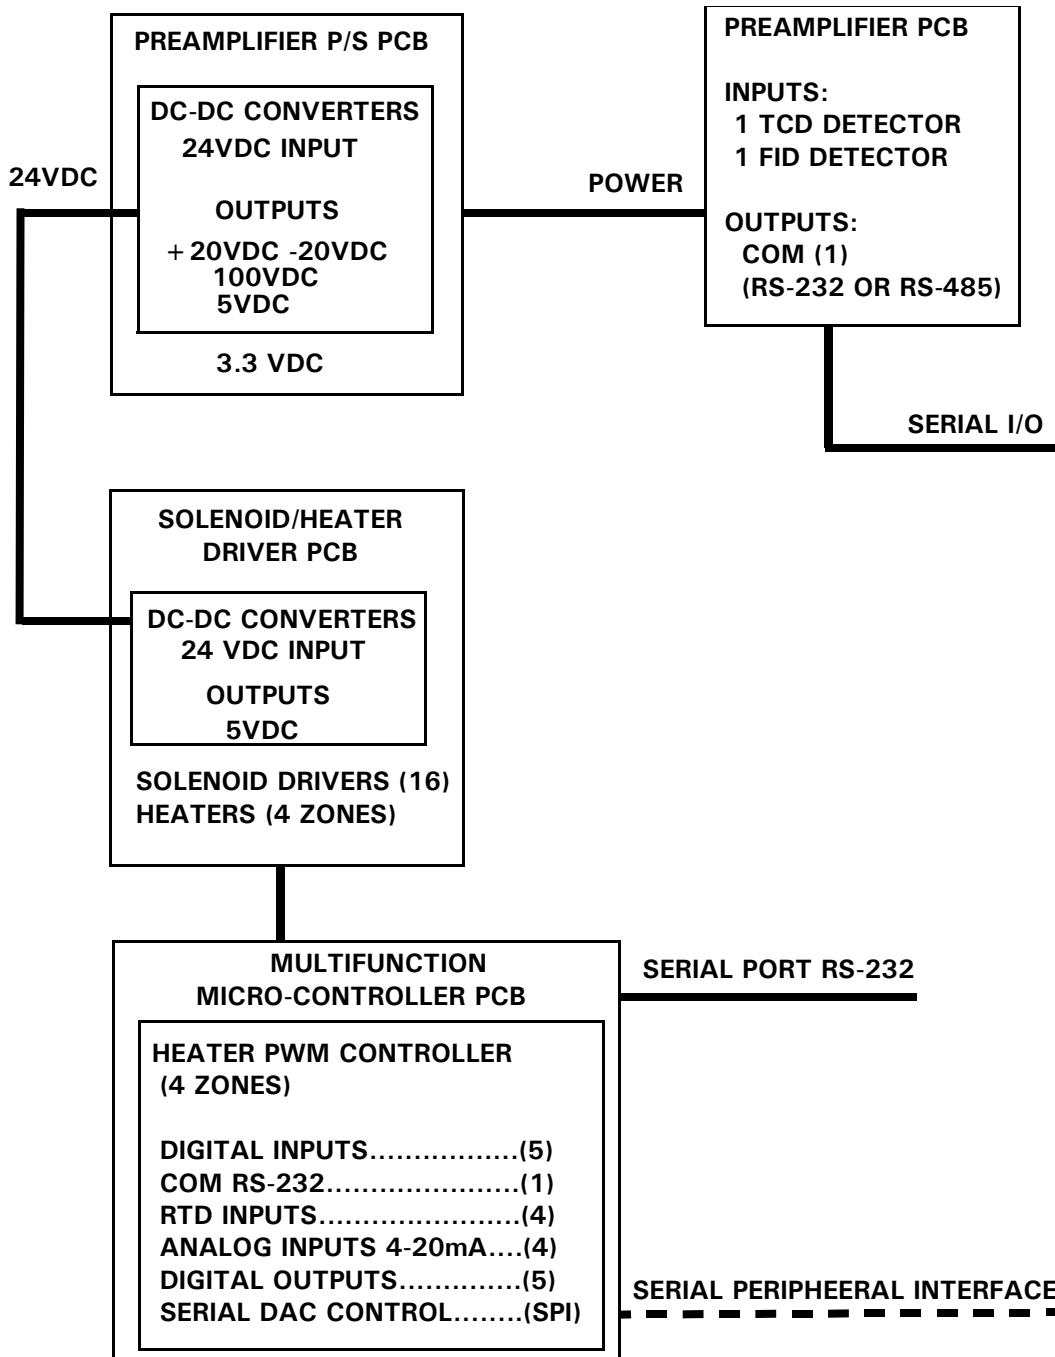 PREAMPLIFIER P/S PCB
DC-DC CONVERTERS
24VDC INPUT
OUTPUTS
+20VDC -20VDC
100VDC
5VDC
3.3 VDC
24VDC
POWER
PREAMPLIFIER PCB
INPUTS:
1 TCD DETECTOR
1 FID DETECTOR
OUTPUTS:
COM (1)
(RS-232 OR RS-485)
SERIAL I/O
SOLENOID/HEATER
DRIVER PCB
DC-DC CONVERTERS
24 VDC INPUT
OUTPUTS
5VDC
SOLENOID DRIVERS (16)
HEATERS (4 ZONES)
MULTIFUNCTION
MICRO-CONTROLLER PCB
SERIAL PORT RS-232
HEATER PWM CONTROLLER
(4 ZONES)
DIGITAL INPUTS.................(5)
COM RS-232......................(1)
RTD INPUTS.......................(4)
ANALOG INPUTS 4-20mA....(4)
DIGITAL OUTPUTS..............(5)
SERIAL DAC CONTROL........(SPI)
SERIAL PERIPHEERAL INTERFACE